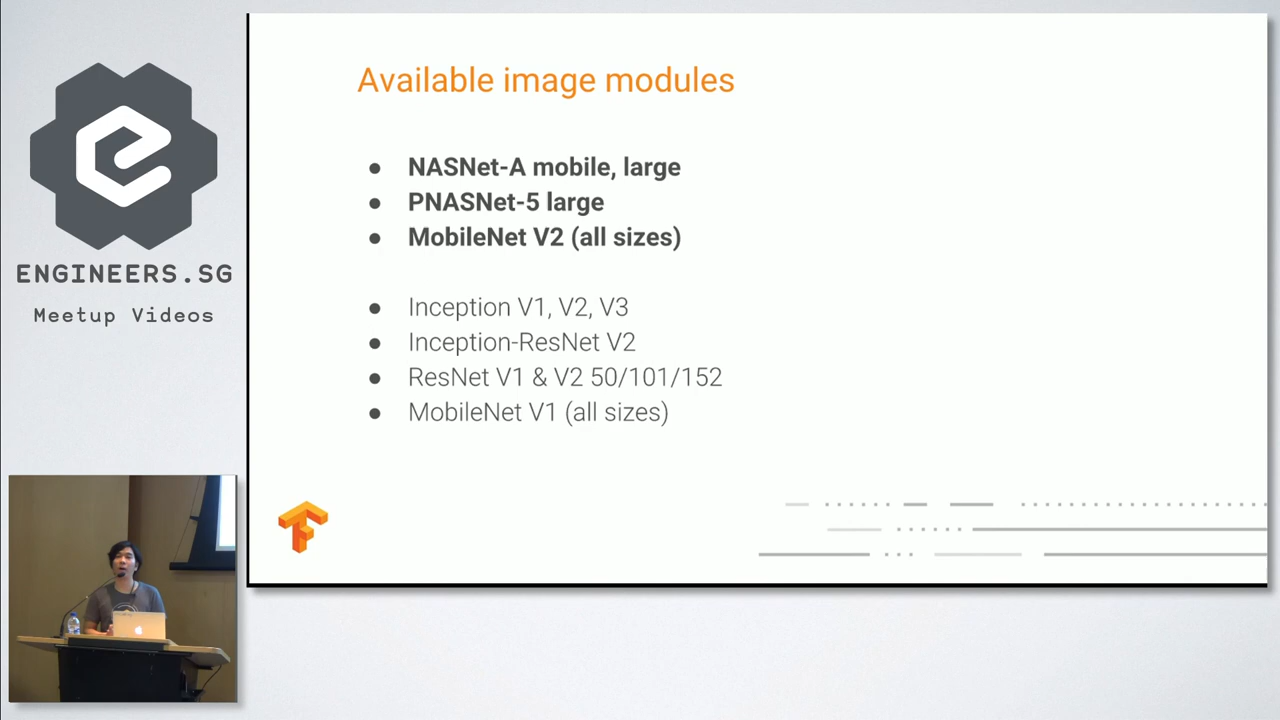 ENGINEERS.SG
Meetup Videos
Available image modules
● NASNet-A mobile, large
● PNASNet-5 large
● MobileNet V2 (all sizes)
● Inception V1, V2, V3
● Inception-ResNet V2
● ResNet V1 & V2 50/101/152
● MobileNet V1 (all sizes)